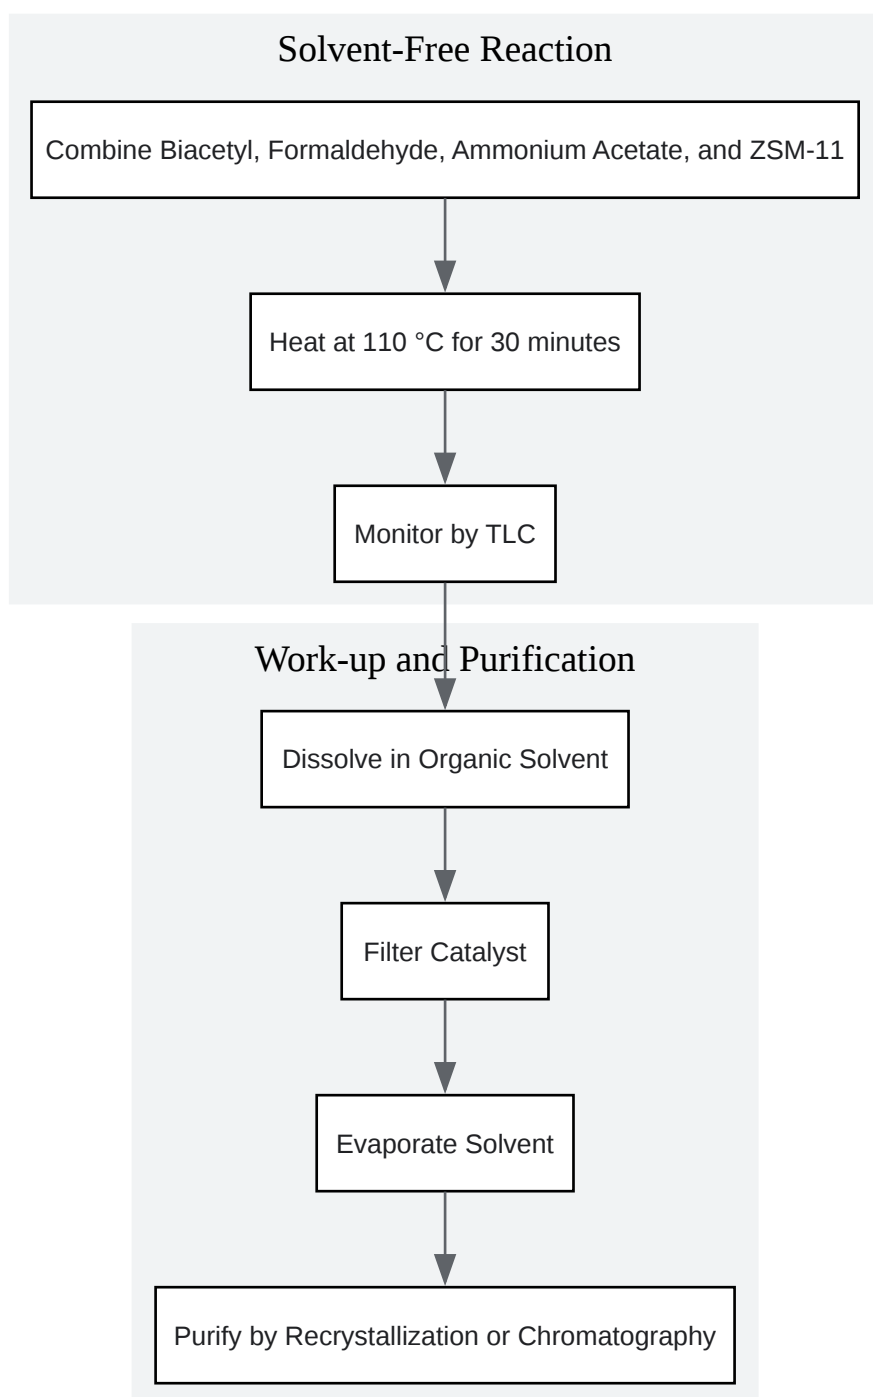 Solvent-Free Reaction
Combine Biacetyl, Formaldehyde, Ammonium Acetate, and ZSM-11
Heat at 110 °C for 30 minutes
Monitor by TLC
Work-up and Purification
Dissolve in Organic Solvent
Filter Catalyst
Evaporate Solvent
Purify by Recrystallization or Chromatography